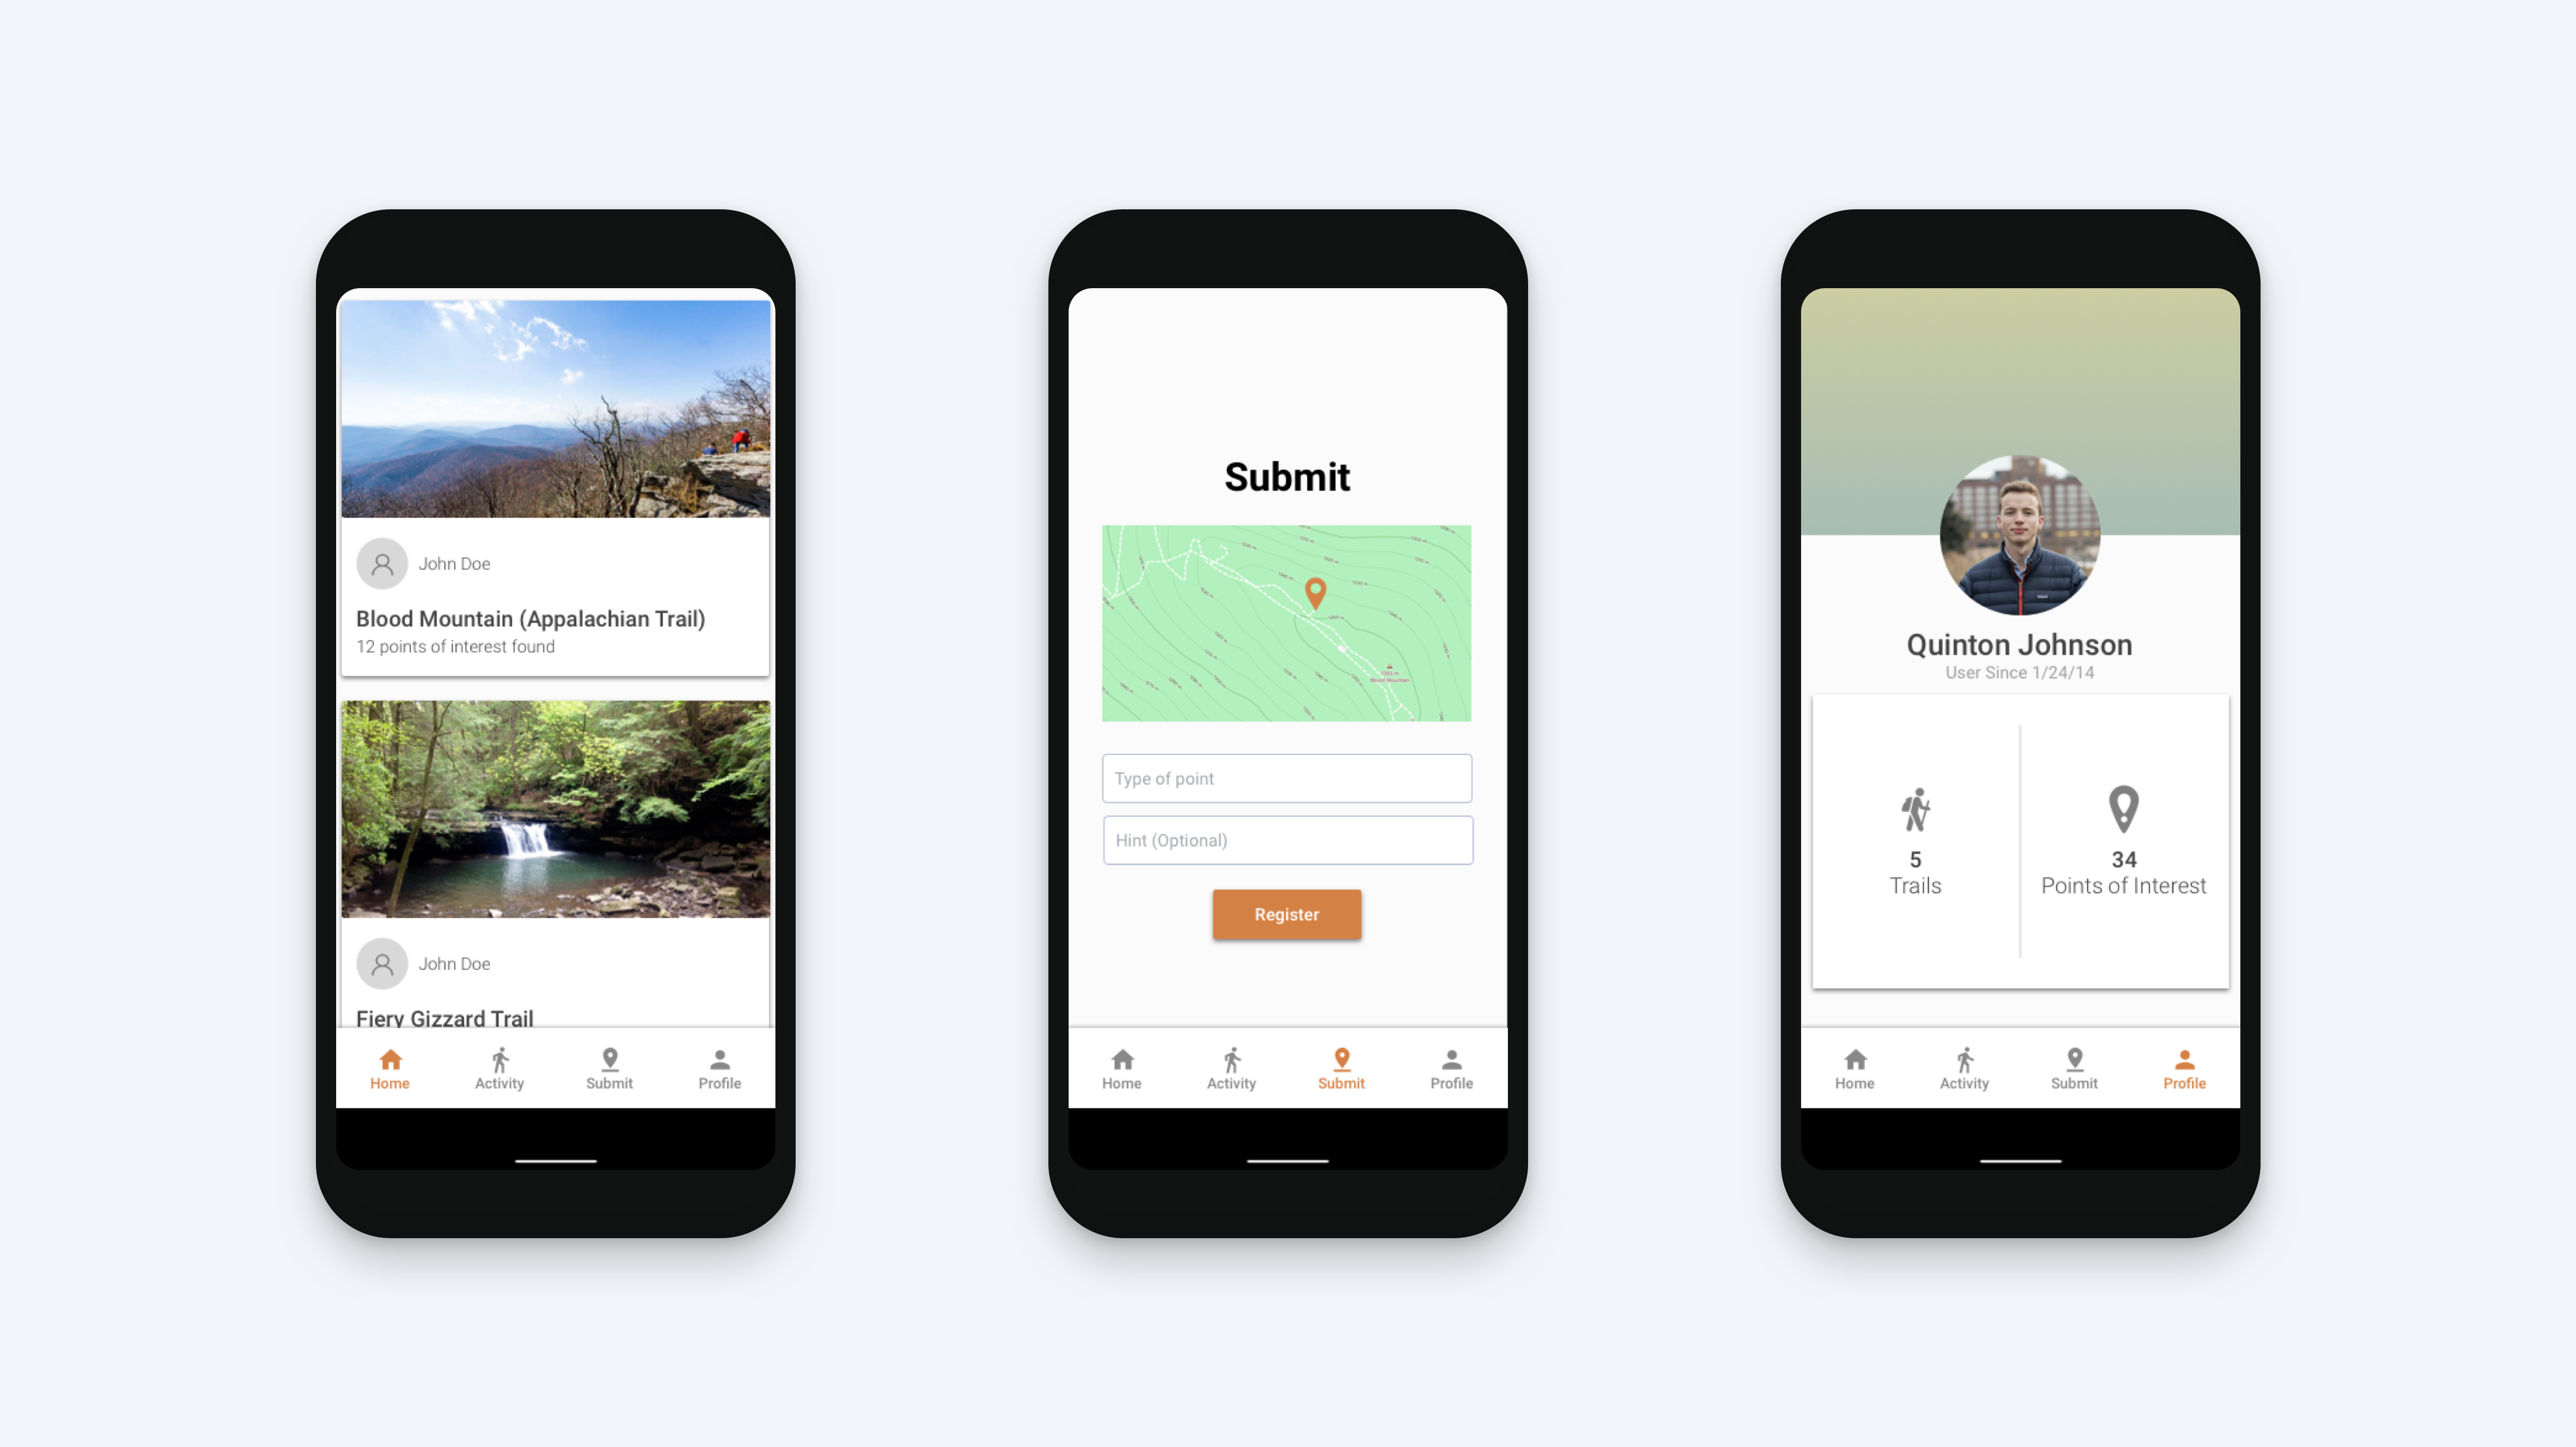 John Doe
Blood Mountain (Appalachian Trail)
12 points of interest found
John Doe
Fiery Gizzard Trail
Home Activity Submit Profile
Submit
Blood Mountain
Type of point
Hint (Optional)
Register
Home Activity Submit Profile
Quinton Johnson
User Since 1/24/14
5
Trails
34
Points of Interest
Home Activity Submit Profile